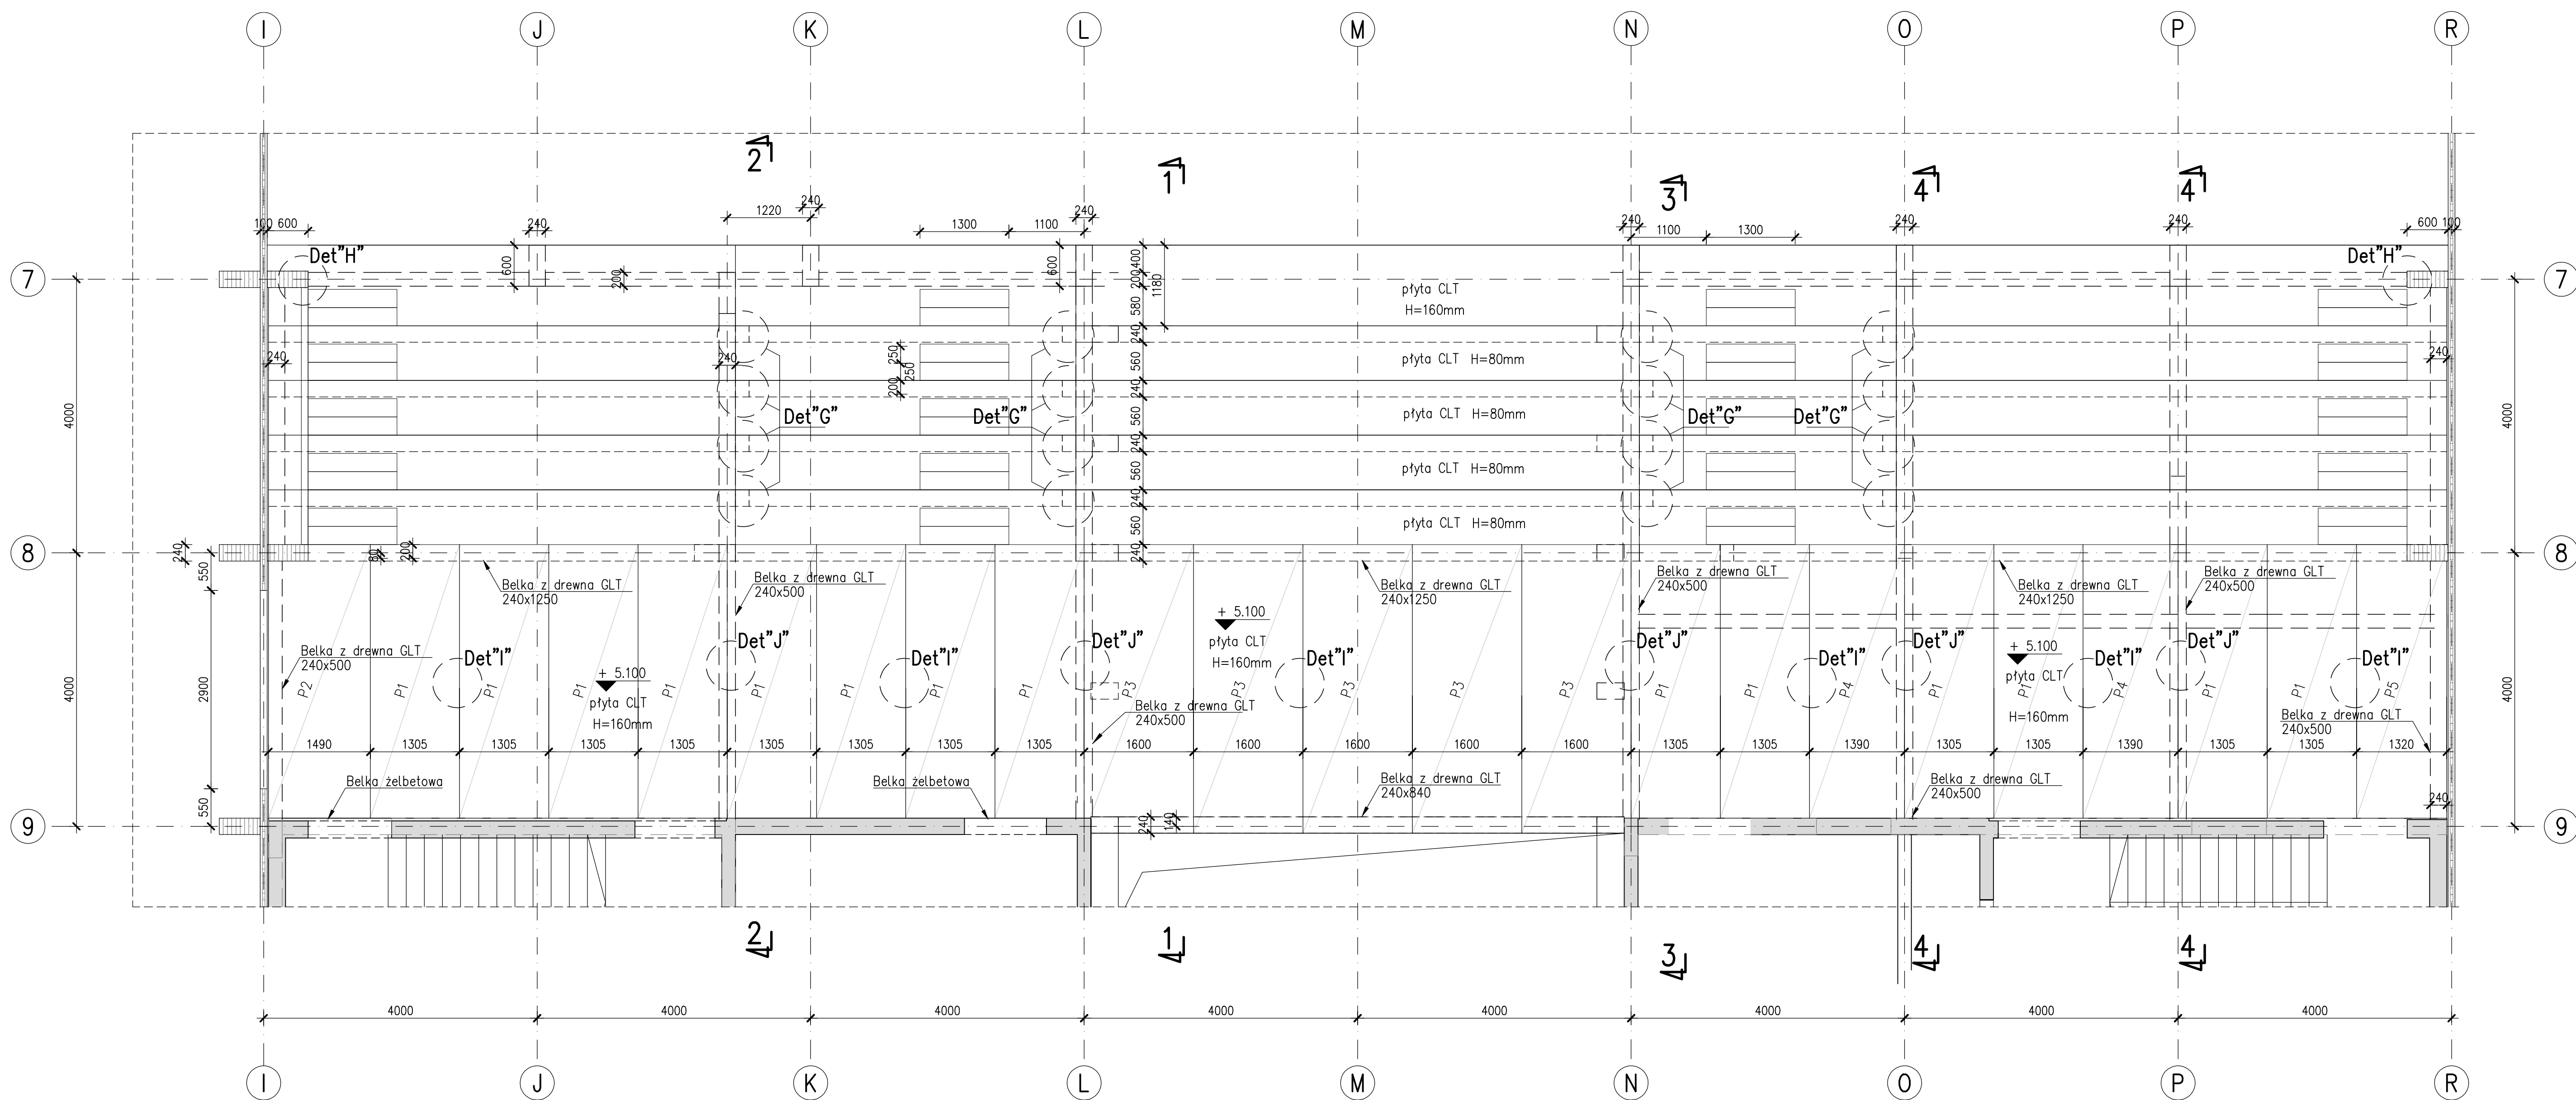 I J K L M N O P R
2 1 3 4 4
240 1220 240 1300 1100 240 240 1100 1300 240 240
100 600 600 100
Det"H" Det"H"
7 7
600 200 600 400 200 580 1180
płyta CLT
H=160mm
240 240 250 250 200 240 560 240
płyta CLT H=80mm
4000 4000
Det"G" Det"G" Det"G" Det"G"
560 240
płyta CLT H=80mm
560 240
płyta CLT H=80mm
560 240
płyta CLT H=80mm
8 8
240 550 80 200
Belka z drewna GLT
240x1250
Belka z drewna GLT
240x500
Belka z drewna GLT
240x1250
Belka z drewna GLT
240x500
Belka z drewna GLT
240x1250
Belka z drewna GLT
240x500
+ 5.100
płyta CLT
H=160mm
Det"J" Det"J" Det"J" Det"J" Det"J"
Belka z drewna GLT
240x500
Det"I" Det"I" Det"I" Det"I" Det"I" Det"I"
+ 5.100
płyta CLT
H=160mm
+ 5.100
płyta CLT
H=160mm
P2 P1 P1 P1 P1 P1 P1 P1 P1 P3 P3 P3 P3 P3 P1 P1 P1 P1 P4 P1 P1 P5
4000 2900 4000
Belka z drewna GLT
240x500
Belka z drewna GLT
240x500
1490 1305 1305 1305 1305 1305 1305 1305 1305 1600 1600 1600 1600 1600 1305 1305 1390 1305 1305 1390 1305 1305 1320
Belka żelbetowa
Belka żelbetowa
Belka z drewna GLT
240x840
Belka z drewna GLT
240x500
550 240 140 240
9 9
2 1 3 4 4
4000 4000 4000 4000 4000 4000 4000 4000
I J K L M N O P R